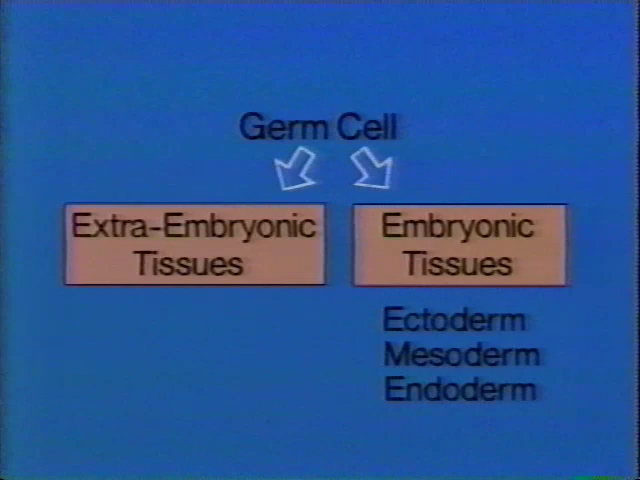 Germ Cell
Extra-Embryonic
Tissues
Embryonic
Tissues
Ectoderm
Mesoderm
Endoderm